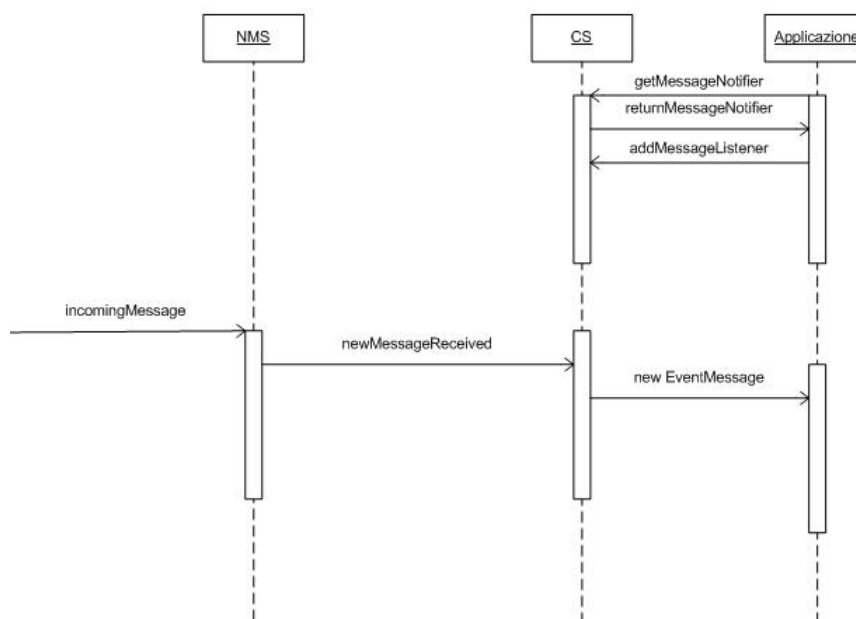 NMS
CS
Applicazione
getMessageNotifier
returnMessageNotifier
addMessageListener
incomingMessage
newMessageReceived
new EventMessage